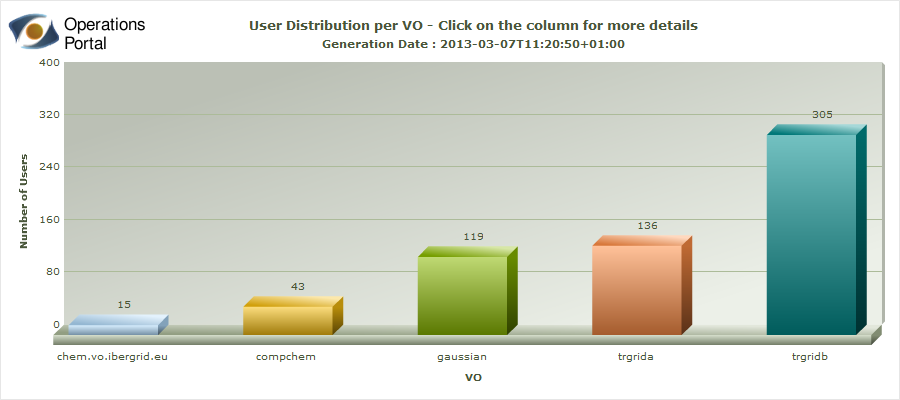 Operations
Portal
User Distribution per VO - Click on the column for more details
Generation Date : 2013-03-07T11:20:50+01:00
400
320
240
160
80
0
Number of Users
15
43
119
136
305
chem.vo.ibergrid.eu
compchem
gaussian
trgrida
trgridb
VO